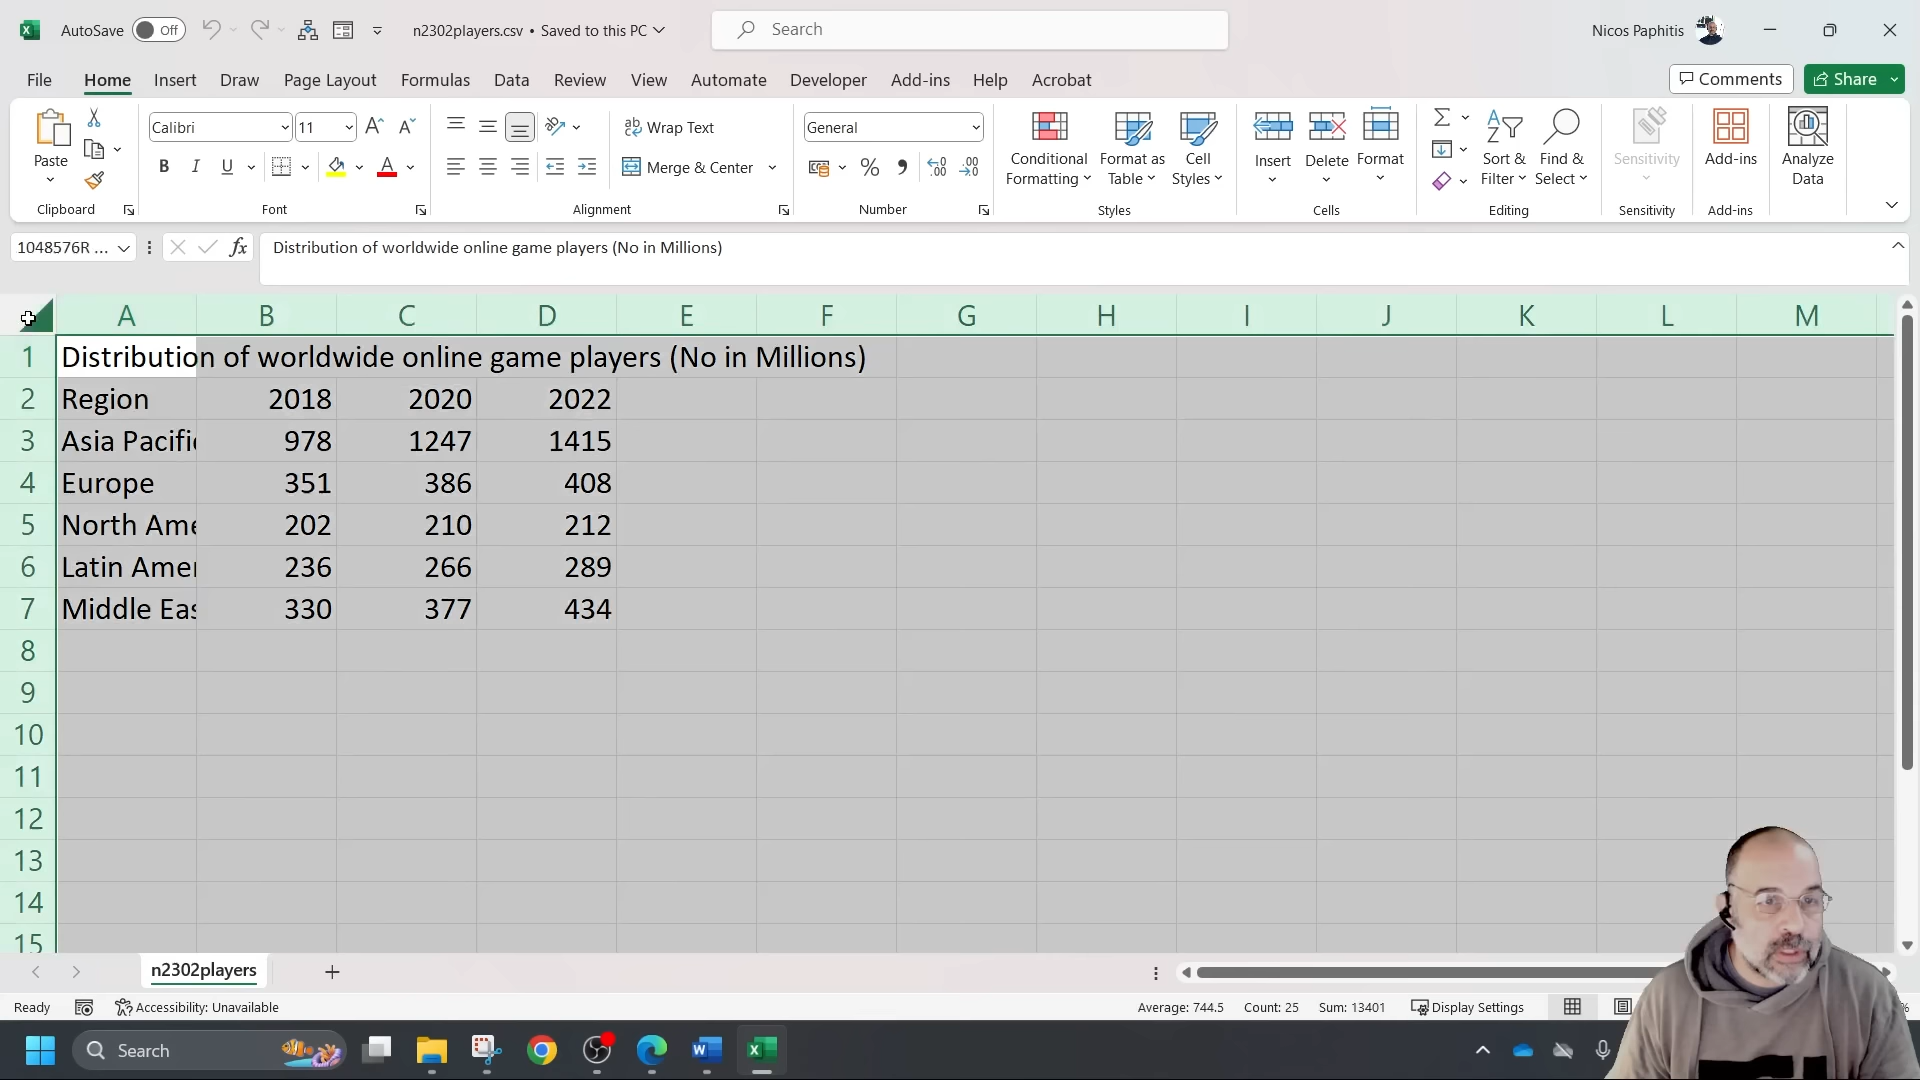 AutoSave Off n2302players.csv • Saved to this PC Search Nicos Paphitis
File Home Insert Draw Page Layout Formulas Data Review View Automate Developer Add-ins Help Acrobat Comments Share
Paste
Clipboard
Calibri 11
B I U A
Font
Wrap Text
Merge & Center
Alignment
General
% , .00
Number
Conditional Formatting
Format as Table
Cell Styles
Styles
Insert Delete Format
Cells
Sort & Filter
Find & Select
Editing
Sensitivity
Sensitivity
Add-ins
Add-ins
Analyze Data
1048576R ... fx Distribution of worldwide online game players (No in Millions)
A B C D E F G H I J K L M
1 Distribution of worldwide online game players (No in Millions)
2 Region 2018 2020 2022
3 Asia Pacific 978 1247 1415
4 Europe 351 386 408
5 North Ame 202 210 212
6 Latin Amer 236 266 289
7 Middle Eas 330 377 434
8
9
10
11
12
13
14
15
n2302players
Ready Accessibility: Unavailable Average: 744.5 Count: 25 Sum: 13401 Display Settings %
Search